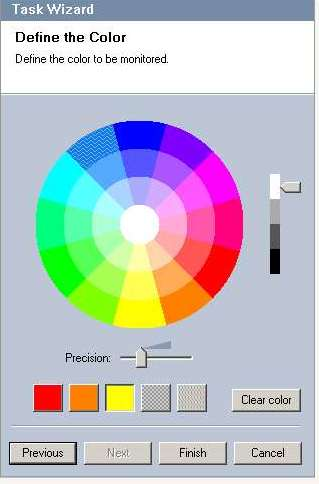 Task Wizard
Define the Color
Define the color to be monitored.
Precision:
Clear color
Previous Next Finish Cancel